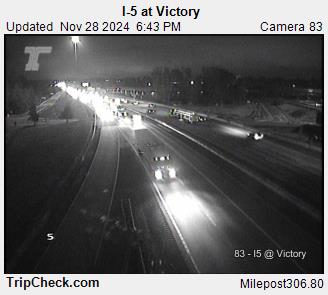 I-5 at Victory
Updated Nov 28 2024 6:43 PM Camera 83
T
S
83 - I5 @ Victory
TripCheck.com Milepost306.80